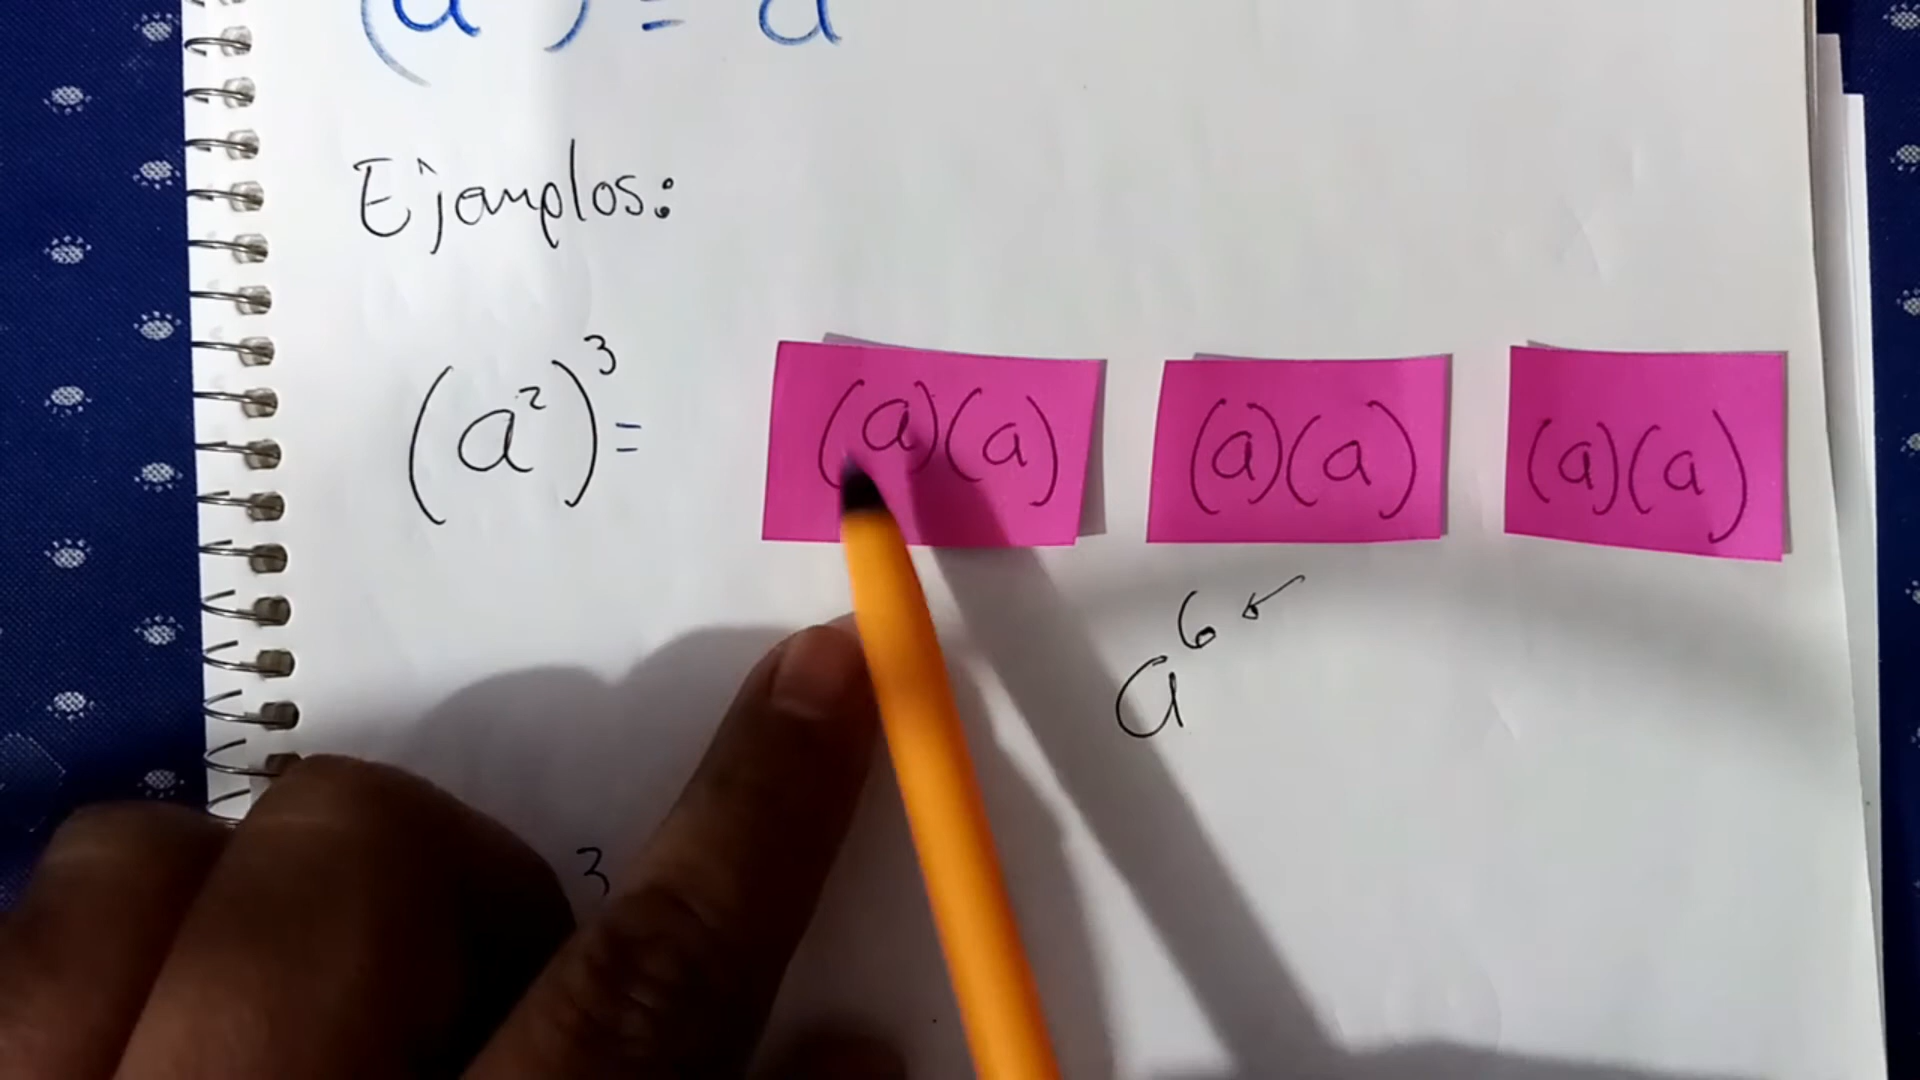 (a ) = a
Ejemplos:
(a²)³ = (a)(a) (a)(a) (a)(a)
a⁶
3